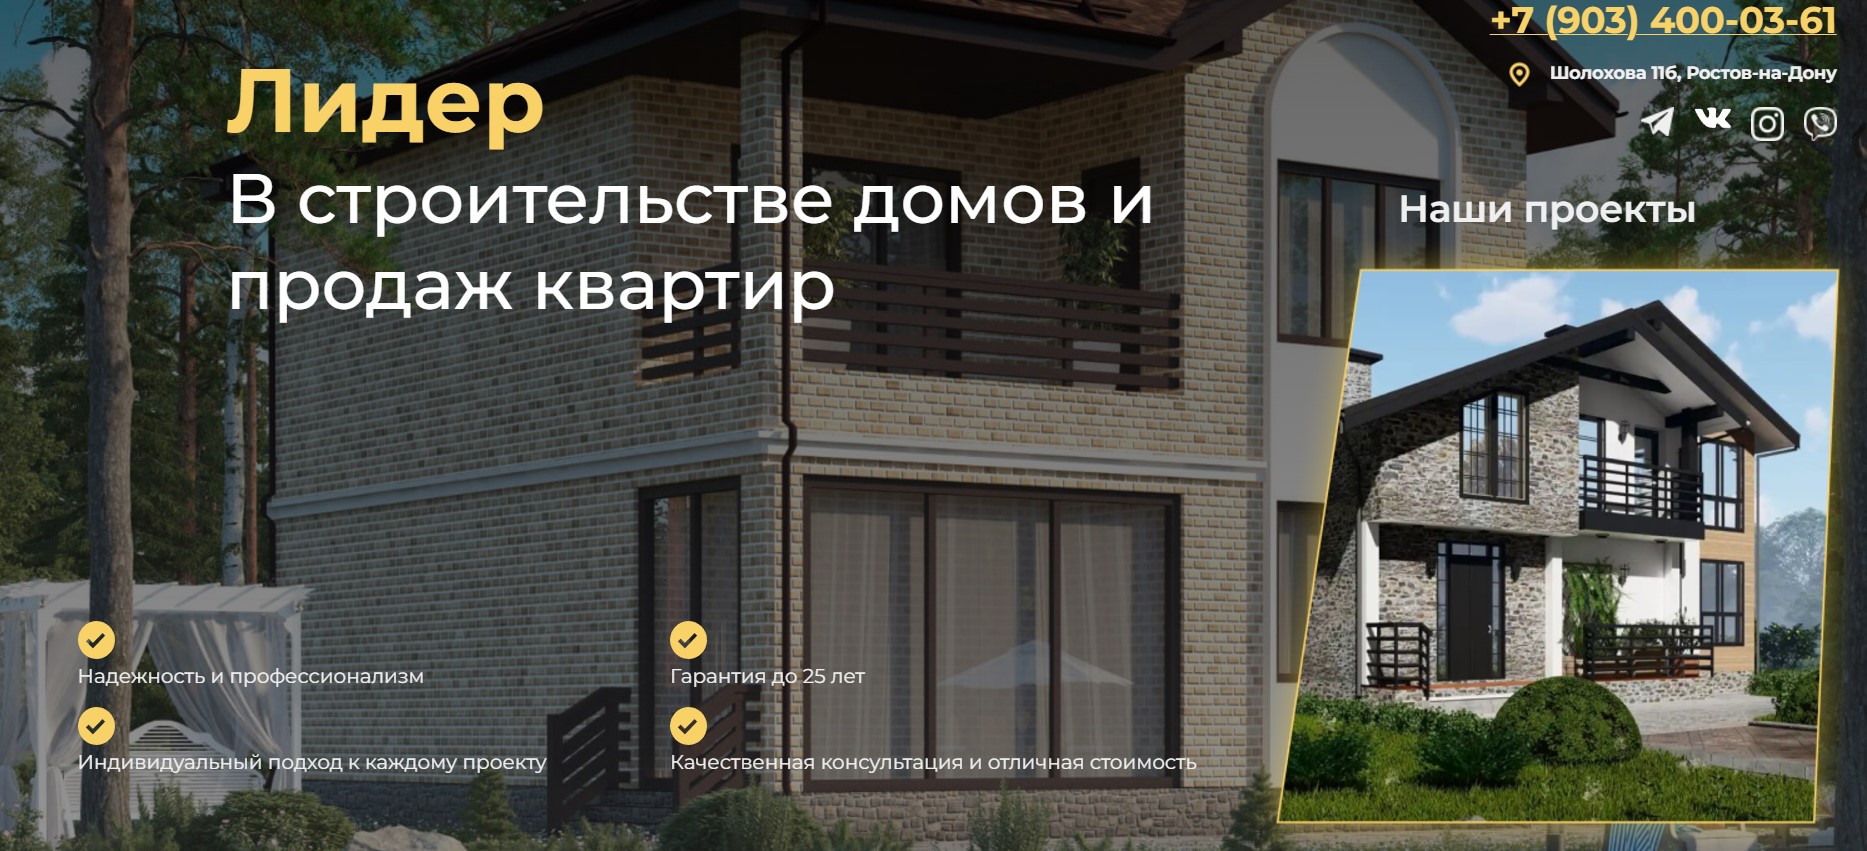 +7 (903) 400-03-61
Шолохова 11б, Ростов-на-Дону
Лидер
В строительстве домов и
продаж квартир
Наши проекты
Надежность и профессионализм
Гарантия до 25 лет
Индивидуальный подход к каждому проекту
Качественная консультация и отличная стоимость